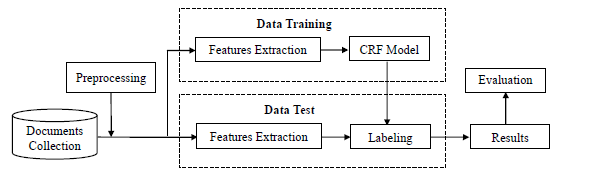 Data Training
Features Extraction
CRF Model
Preprocessing
Evaluation
Data Test
Documents
Collection
Features Extraction
Labeling
Results